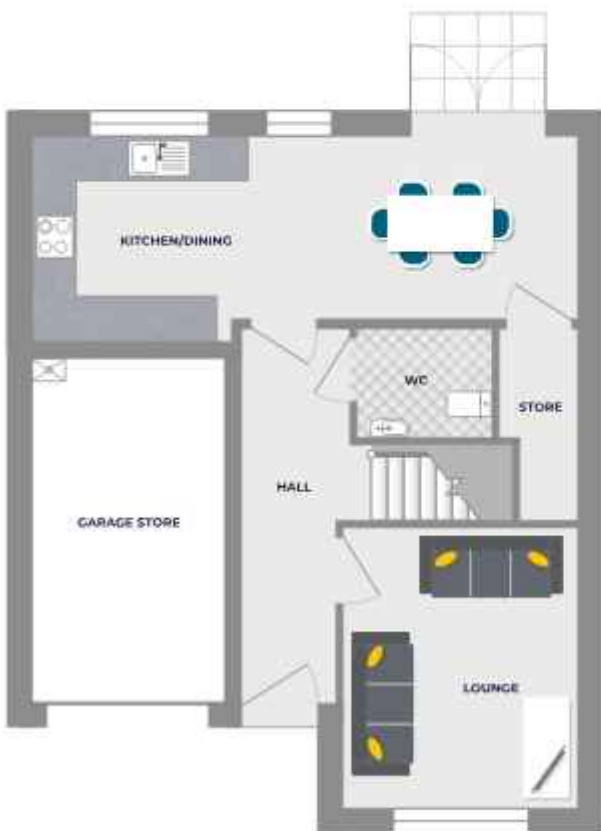 KITCHEN/DINING
WC
STORE
HALL
GARAGE STORE
LOUNGE